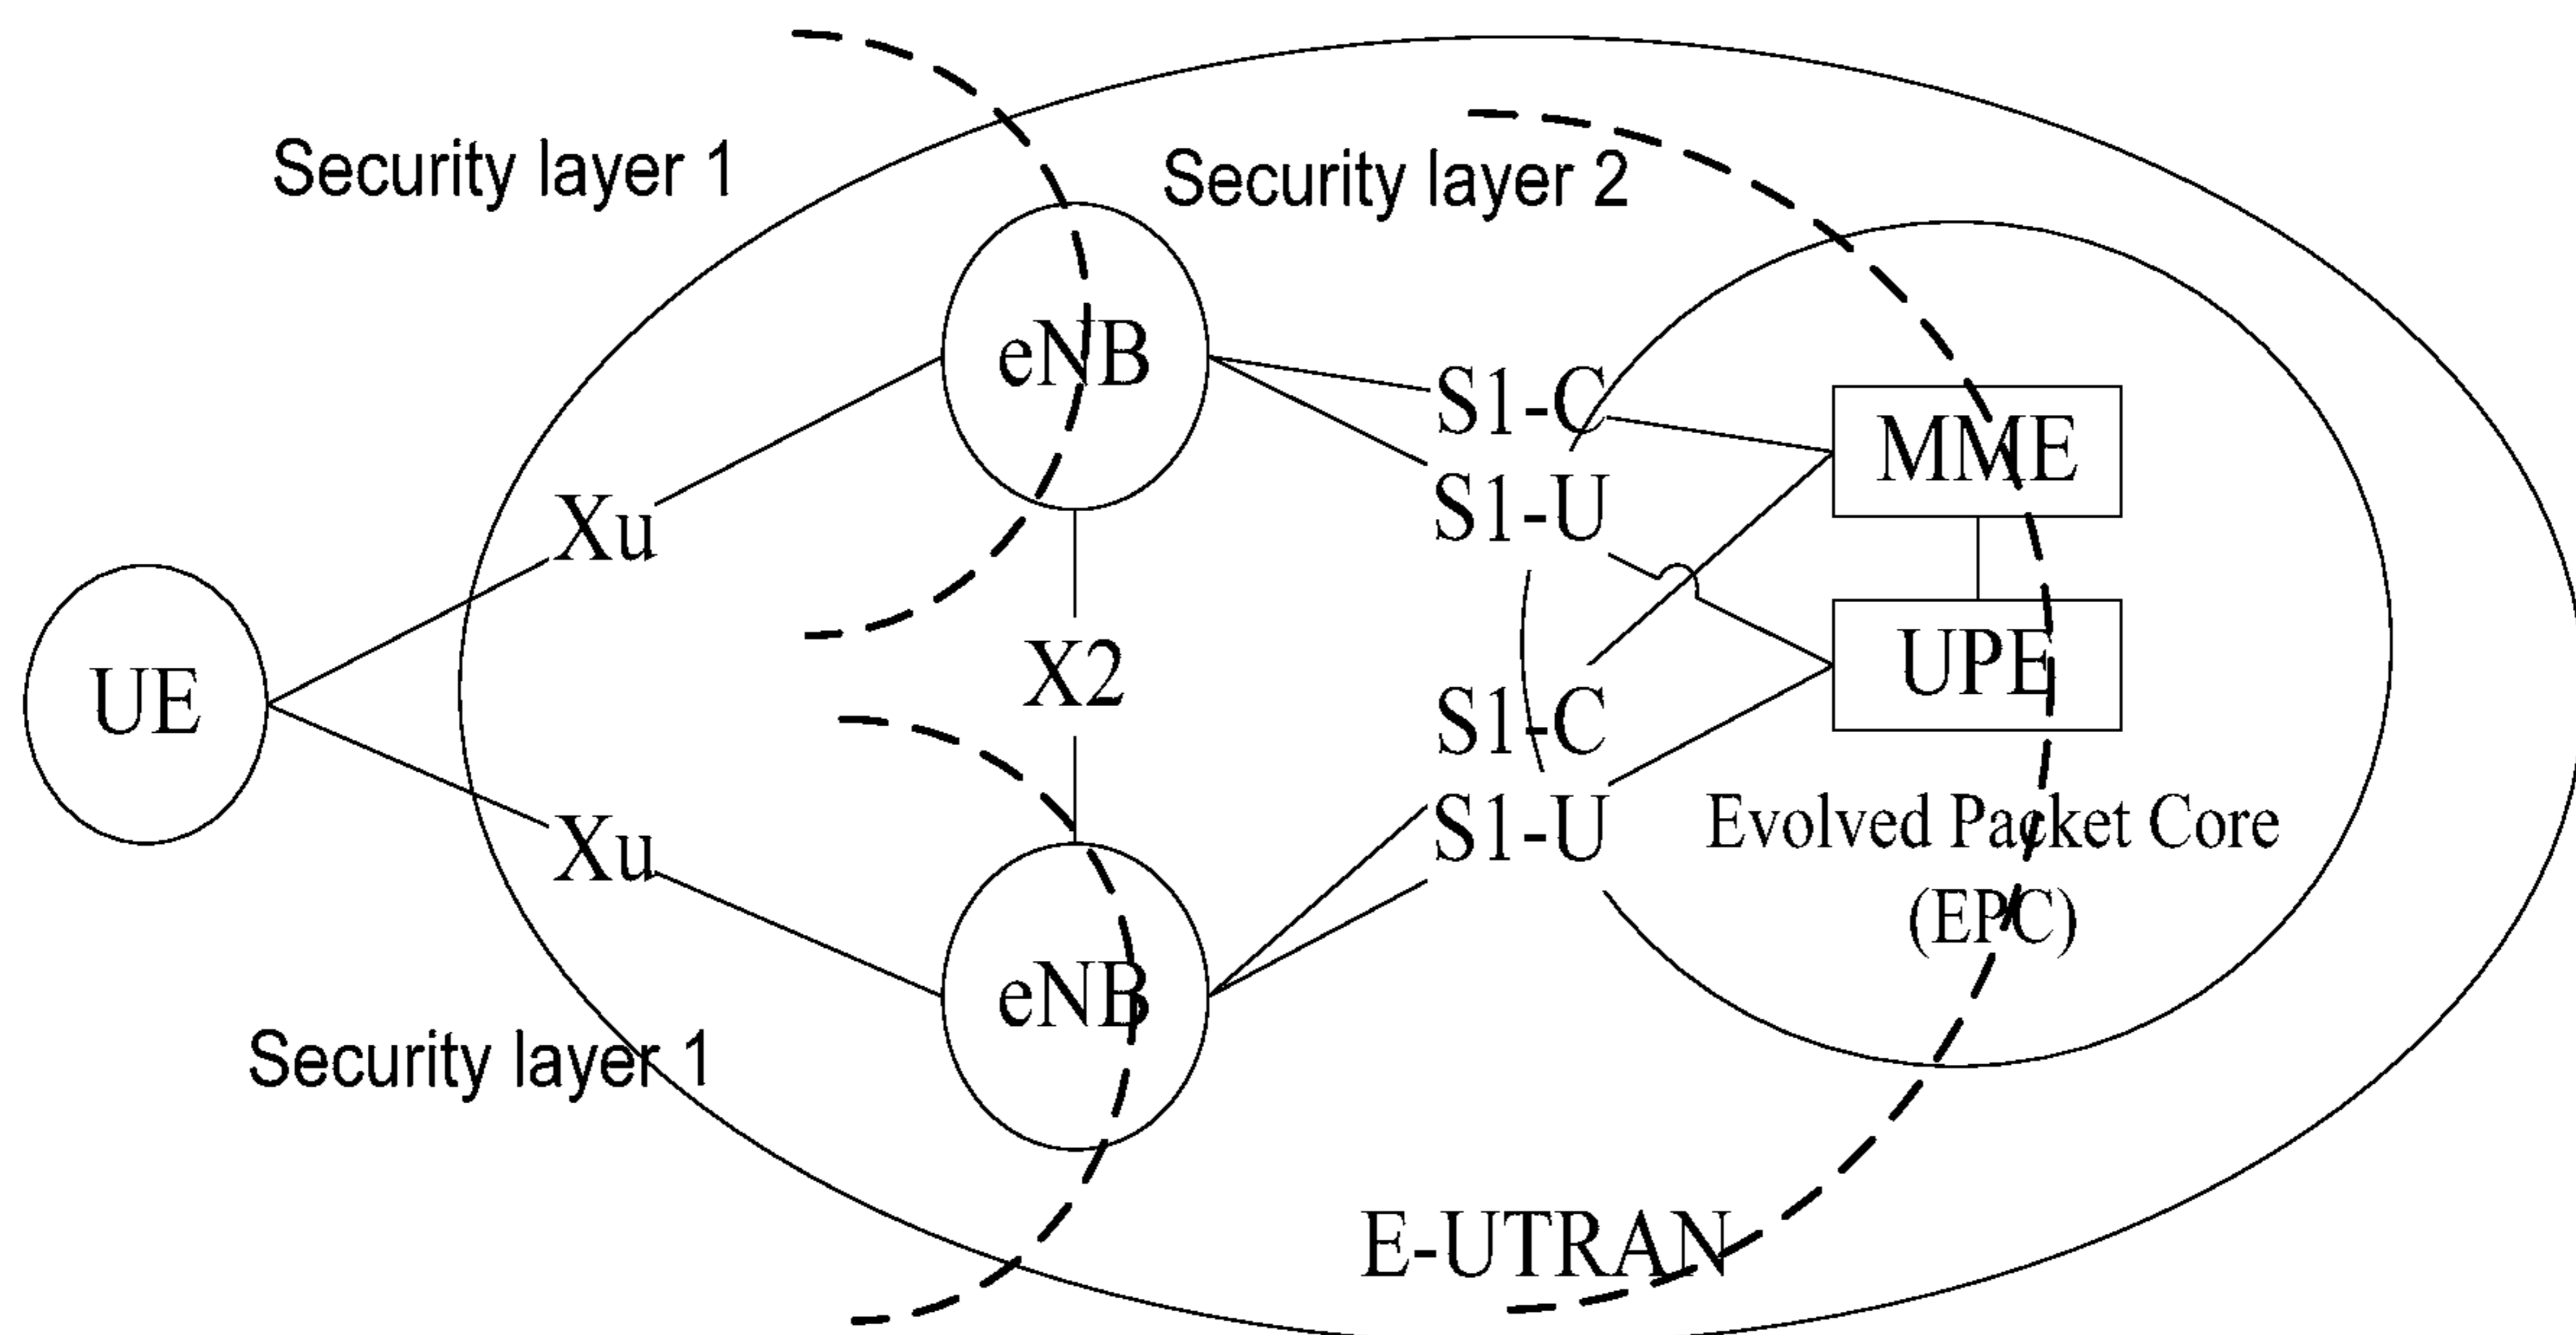 Security layer 1
Security layer 2
eNB
S1-C
MME
S1-U
Xu
UE
X2
UPE
S1-C
Xu
S1-U
Evolved Packet Core
(EPC)
eNB
Security layer 1
E-UTRAN